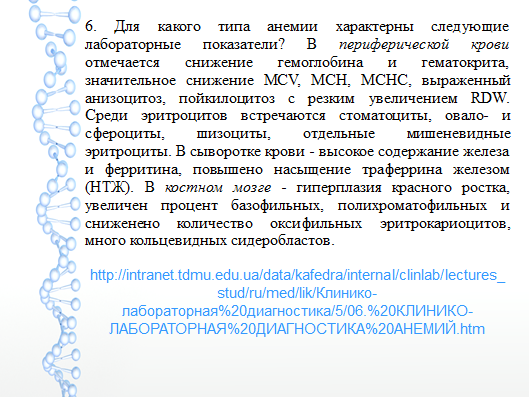 6. Для какого типа анемии характерны следующие
лабораторные показатели? В периферической крови
отмечается снижение гемоглобина и гематокрита,
значительное снижение MCV, MCH, MCHC, выраженный
анизоцитоз, пойкилоцитоз с резким увеличением RDW.
Среди эритроцитов встречаются стоматоциты, овало- и
сфероциты, шизоциты, отдельные мишеневидные
эритроциты. В сыворотке крови - высокое содержание железа
и ферритина, повышено насыщение траферрина железом
(НТЖ). В костном мозге - гиперплазия красного ростка,
увеличен процент базофильных, полихроматофильных и
снижено количество оксифильных эритрокариоцитов,
много кольцевидных сидеробластов.
http://intranet.tdmu.edu.ua/data/kafedra/internal/clinlab/lectures_
stud/ru/med/lik/Клинико-
лабораторная%20диагностика/5/06.%20КЛИНИКО-
ЛАБОРАТОРНАЯ%20ДИАГНОСТИКА%20АНЕМИЙ.htm